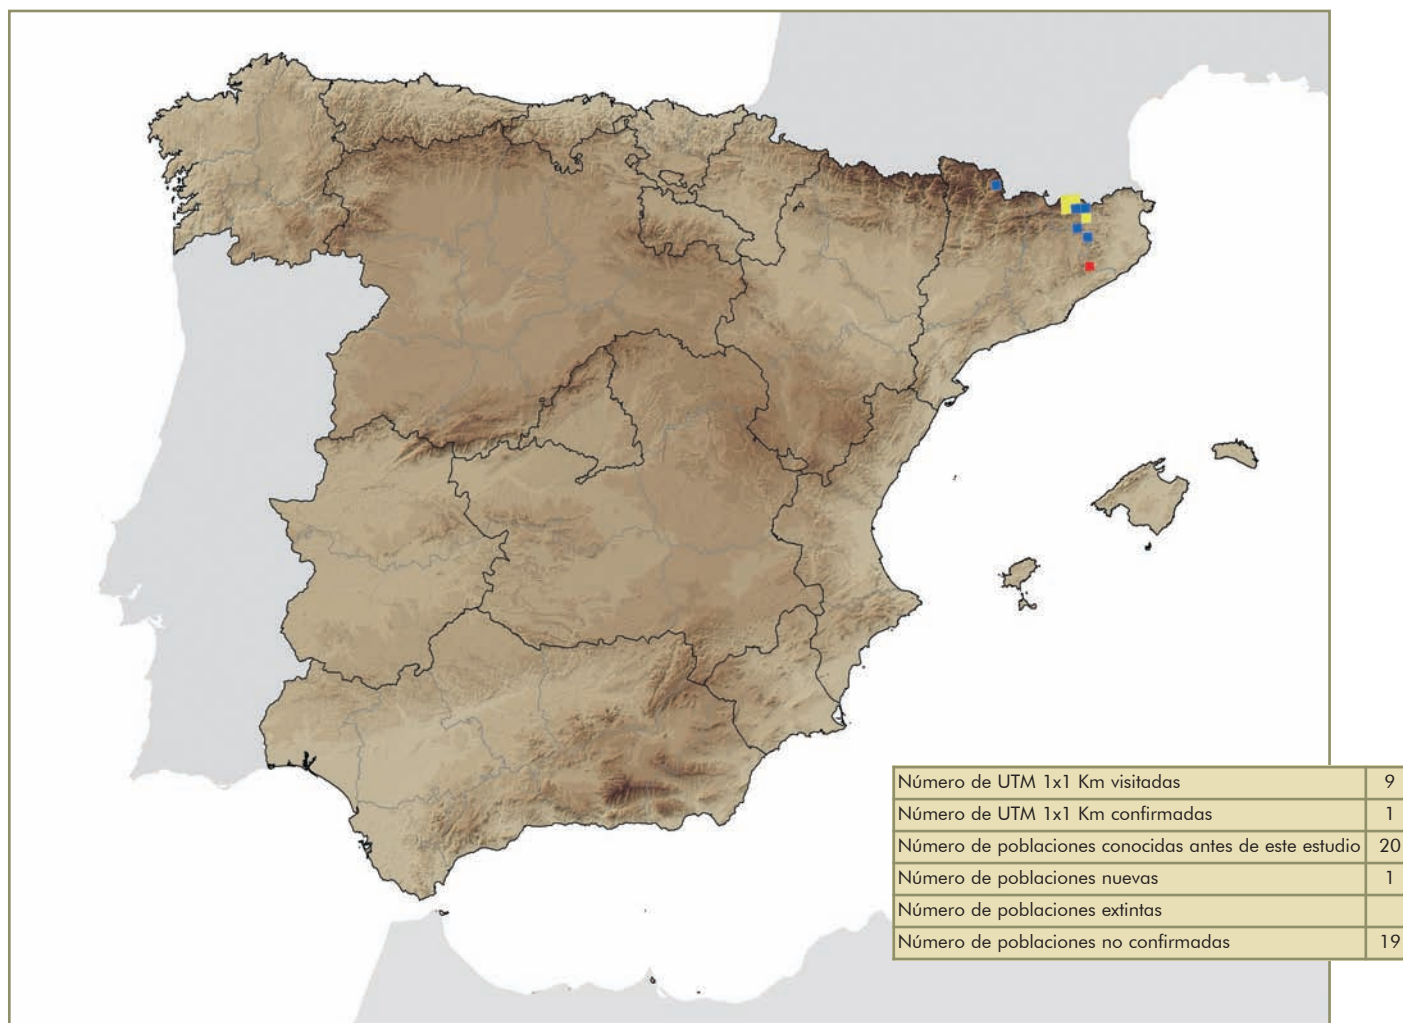 Número de UTM 1x1 Km visitadas 9
Número de UTM 1x1 Km confirmadas 1
Número de poblaciones conocidas antes de este estudio 20
Número de poblaciones nuevas 1
Número de poblaciones extintas
Número de poblaciones no confirmadas 19